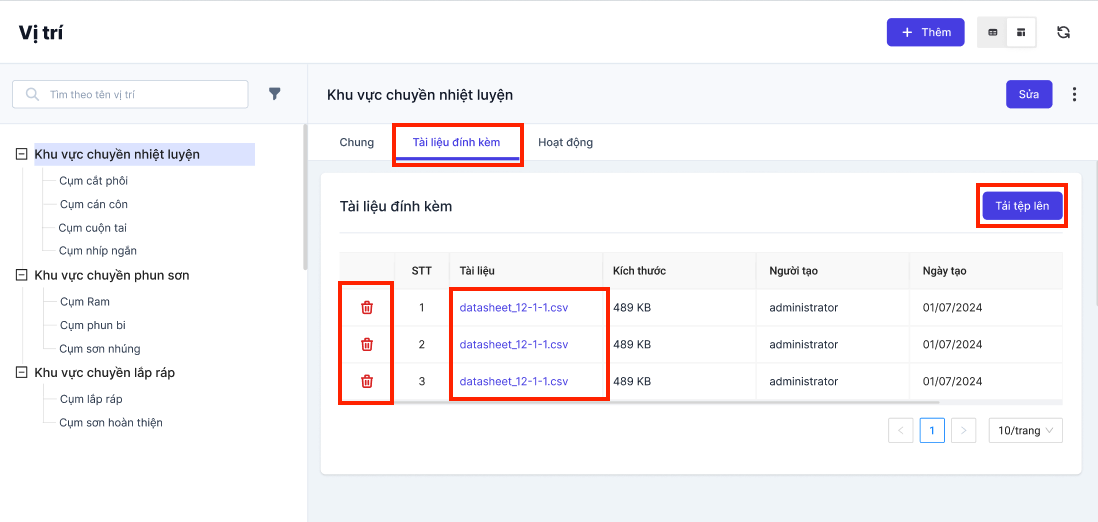 Vị trí
Thêm
Tìm theo tên vị trí
Khu vực chuyền nhiệt luyện
Cụm cắt phôi
Cụm cán côn
Cụm cuộn tai
Cụm nhíp ngắn
Khu vực chuyền phun sơn
Cụm Ram
Cụm phun bi
Cụm sơn nhúng
Khu vực chuyền lắp ráp
Cụm lắp ráp
Cụm sơn hoàn thiện
Khu vực chuyền nhiệt luyện
Sửa
Chung Tài liệu đính kèm Hoạt động
Tài liệu đính kèm
Tải tệp lên
STT Tài liệu Kích thước Người tạo Ngày tạo
1 datasheet_12-1-1.csv 489 KB administrator 01/07/2024
2 datasheet_12-1-1.csv 489 KB administrator 01/07/2024
3 datasheet_12-1-1.csv 489 KB administrator 01/07/2024
1 10/trang